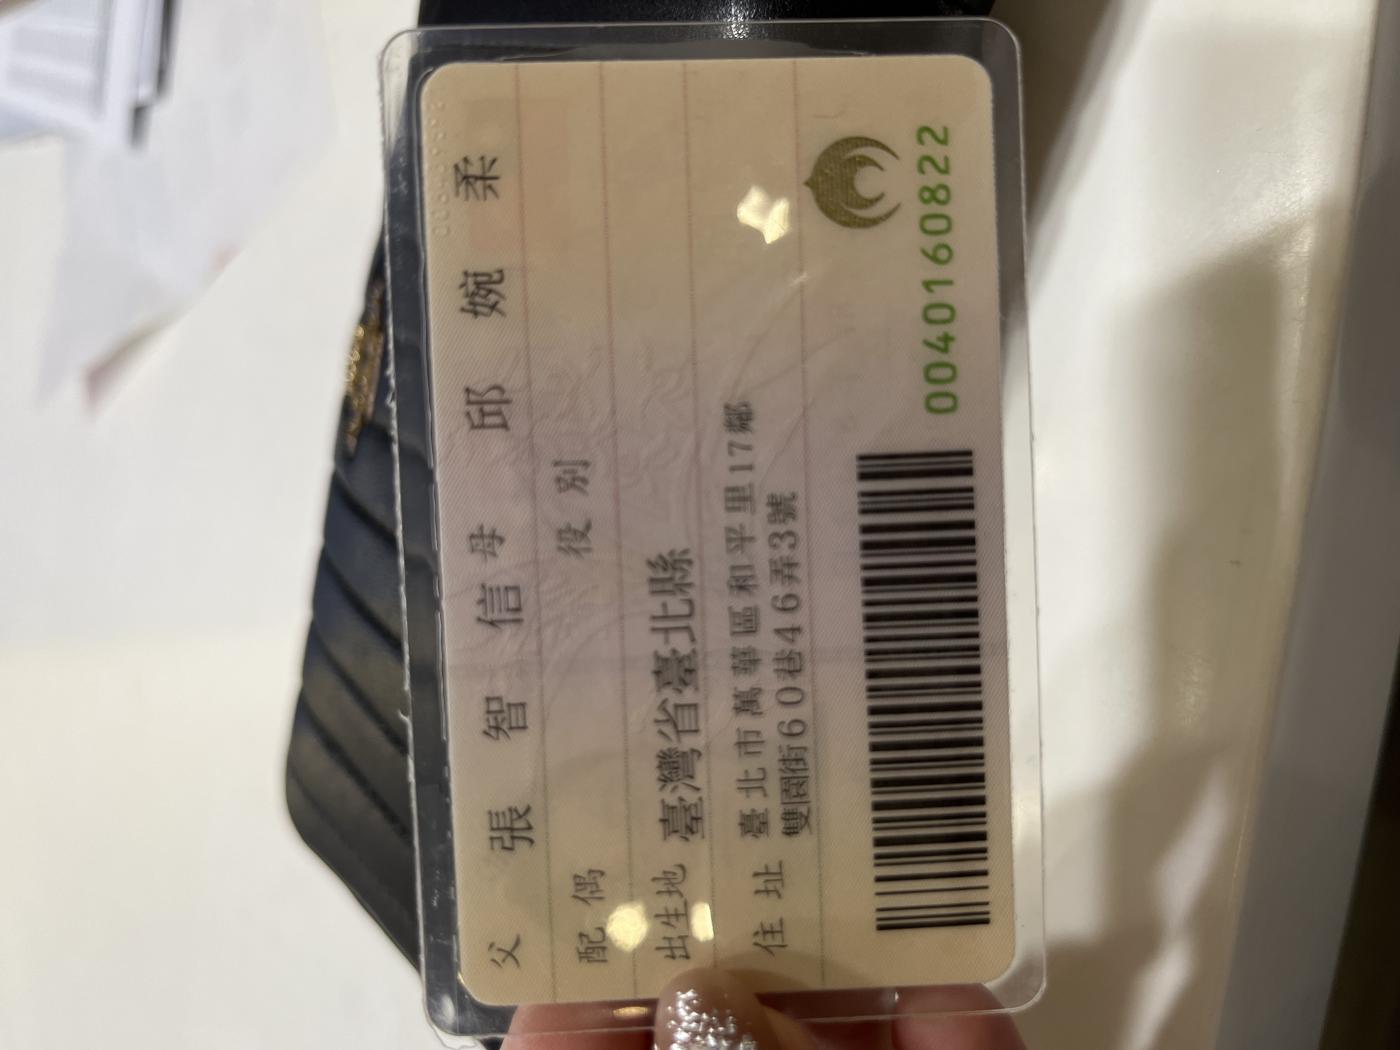 父 張智信 母 邱婉柔
配偶 役別
出生地 臺灣省臺北縣
住址 臺北市萬華區和平里17鄰
雙園街60巷46弄3號
0040160822